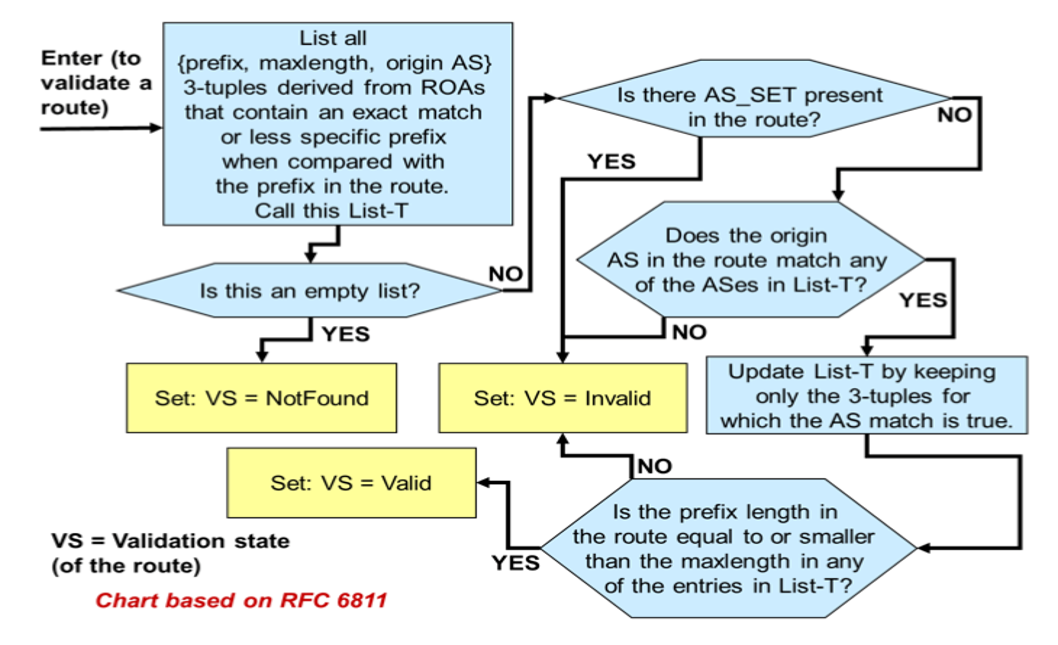 Enter (to
validate a
route)
List all
{prefix, maxlength, origin AS}
3-tuples derived from ROAs
that contain an exact match
or less specific prefix
when compared with
the prefix in the route.
Call this List-T
Is this an empty list?
NO
YES
Set: VS = NotFound
Is there AS_SET present
in the route?
YES
NO
Does the origin
AS in the route match any
of the ASes in List-T?
NO
YES
Set: VS = Invalid
Update List-T by keeping
only the 3-tuples for
which the AS match is true.
Is the prefix length in
the route equal to or smaller
than the maxlength in any
of the entries in List-T?
NO
YES
Set: VS = Valid
VS = Validation state
(of the route)
Chart based on RFC 6811